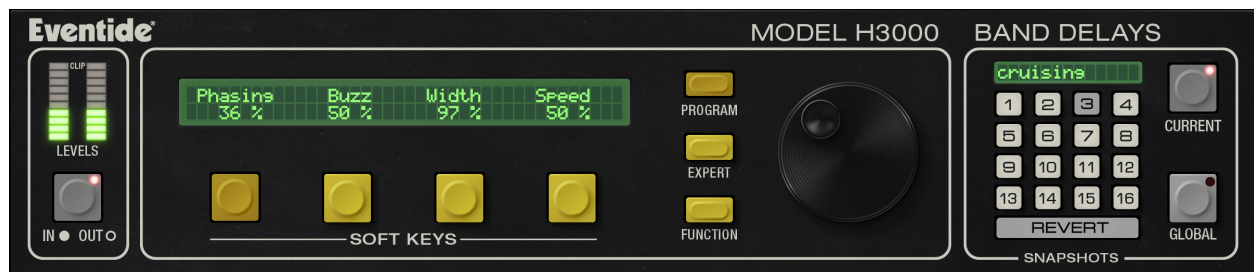 Eventide®
MODEL H3000
BAND DELAYS
CLIP
LEVELS
IN OUT
Phasing Buzz Width Speed
36 % 50 % 97 % 50 %
SOFT KEYS
PROGRAM
EXPERT
FUNCTION
cruising
1 2 3 4
5 6 7 8
9 10 11 12
13 14 15 16
REVERT
SNAPSHOTS
CURRENT
GLOBAL